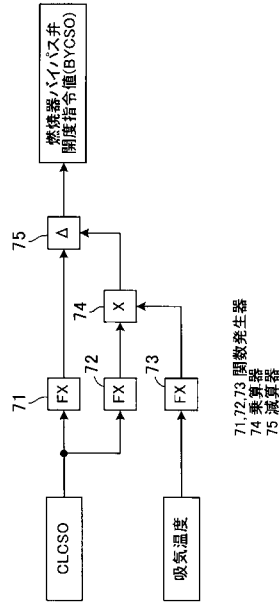 CLCSO
吸気温度
71
FX
72
FX
73
FX
74
X
75
Δ
燃焼器バイパス弁
開度指令値(BYCSO)
71,72,73 関数発生器
74 乗算器
75 減算器